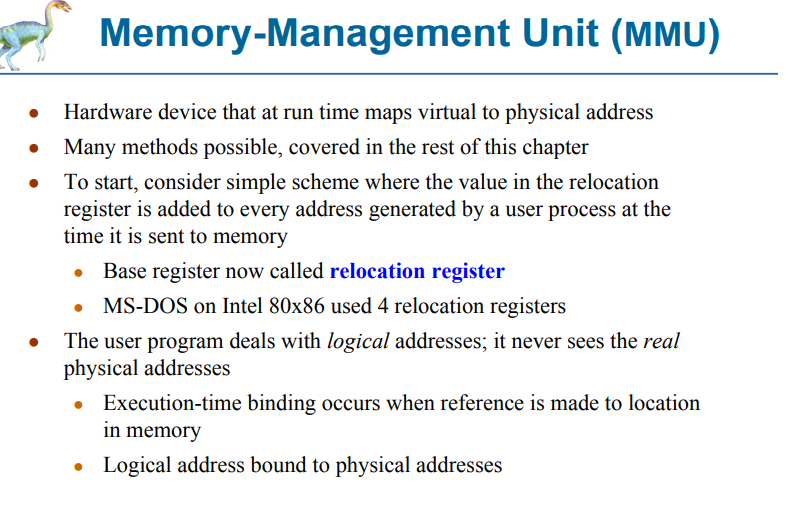 Memory-Management Unit (MMU)
• Hardware device that at run time maps virtual to physical address
• Many methods possible, covered in the rest of this chapter
• To start, consider simple scheme where the value in the relocation
register is added to every address generated by a user process at the
time it is sent to memory
• Base register now called relocation register
• MS-DOS on Intel 80x86 used 4 relocation registers
• The user program deals with logical addresses; it never sees the real
physical addresses
• Execution-time binding occurs when reference is made to location
in memory
• Logical address bound to physical addresses